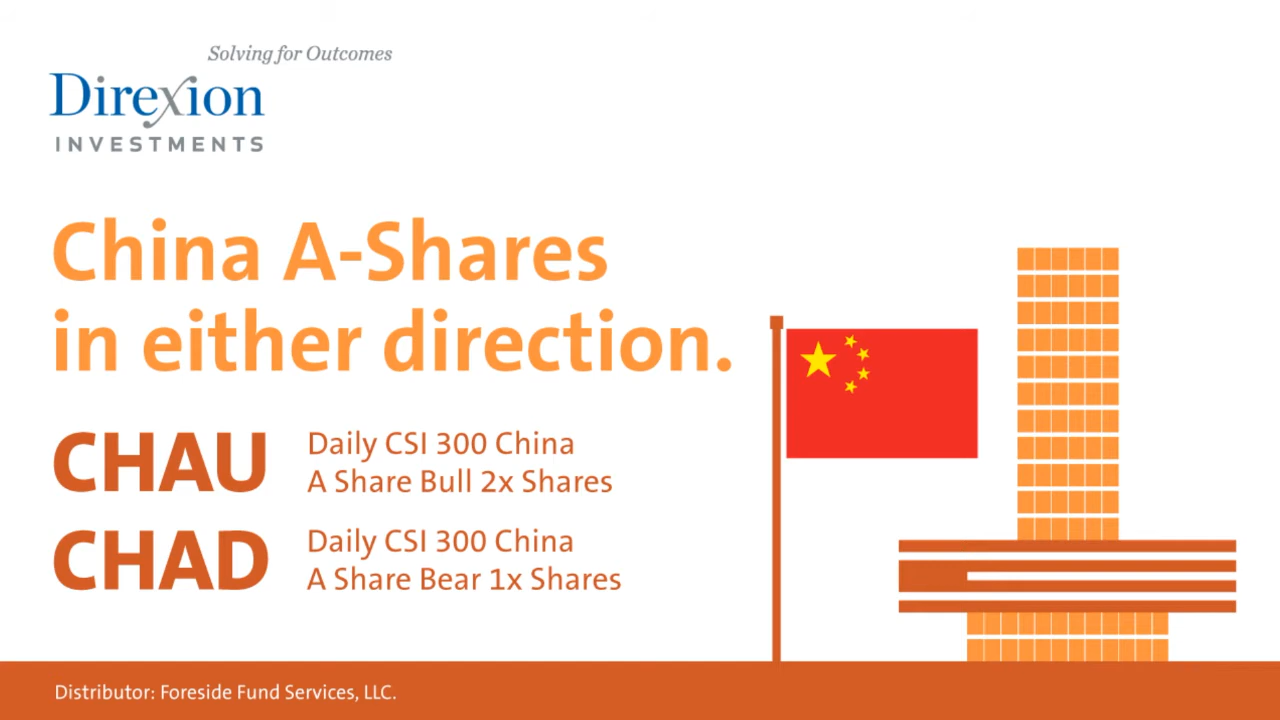 Solving for Outcomes
Direxion
INVESTMENTS
China A-Shares
in either direction.
CHAU
Daily CSI 300 China
A Share Bull 2x Shares
CHAD
Daily CSI 300 China
A Share Bear 1x Shares
Distributor: Foreside Fund Services, LLC.